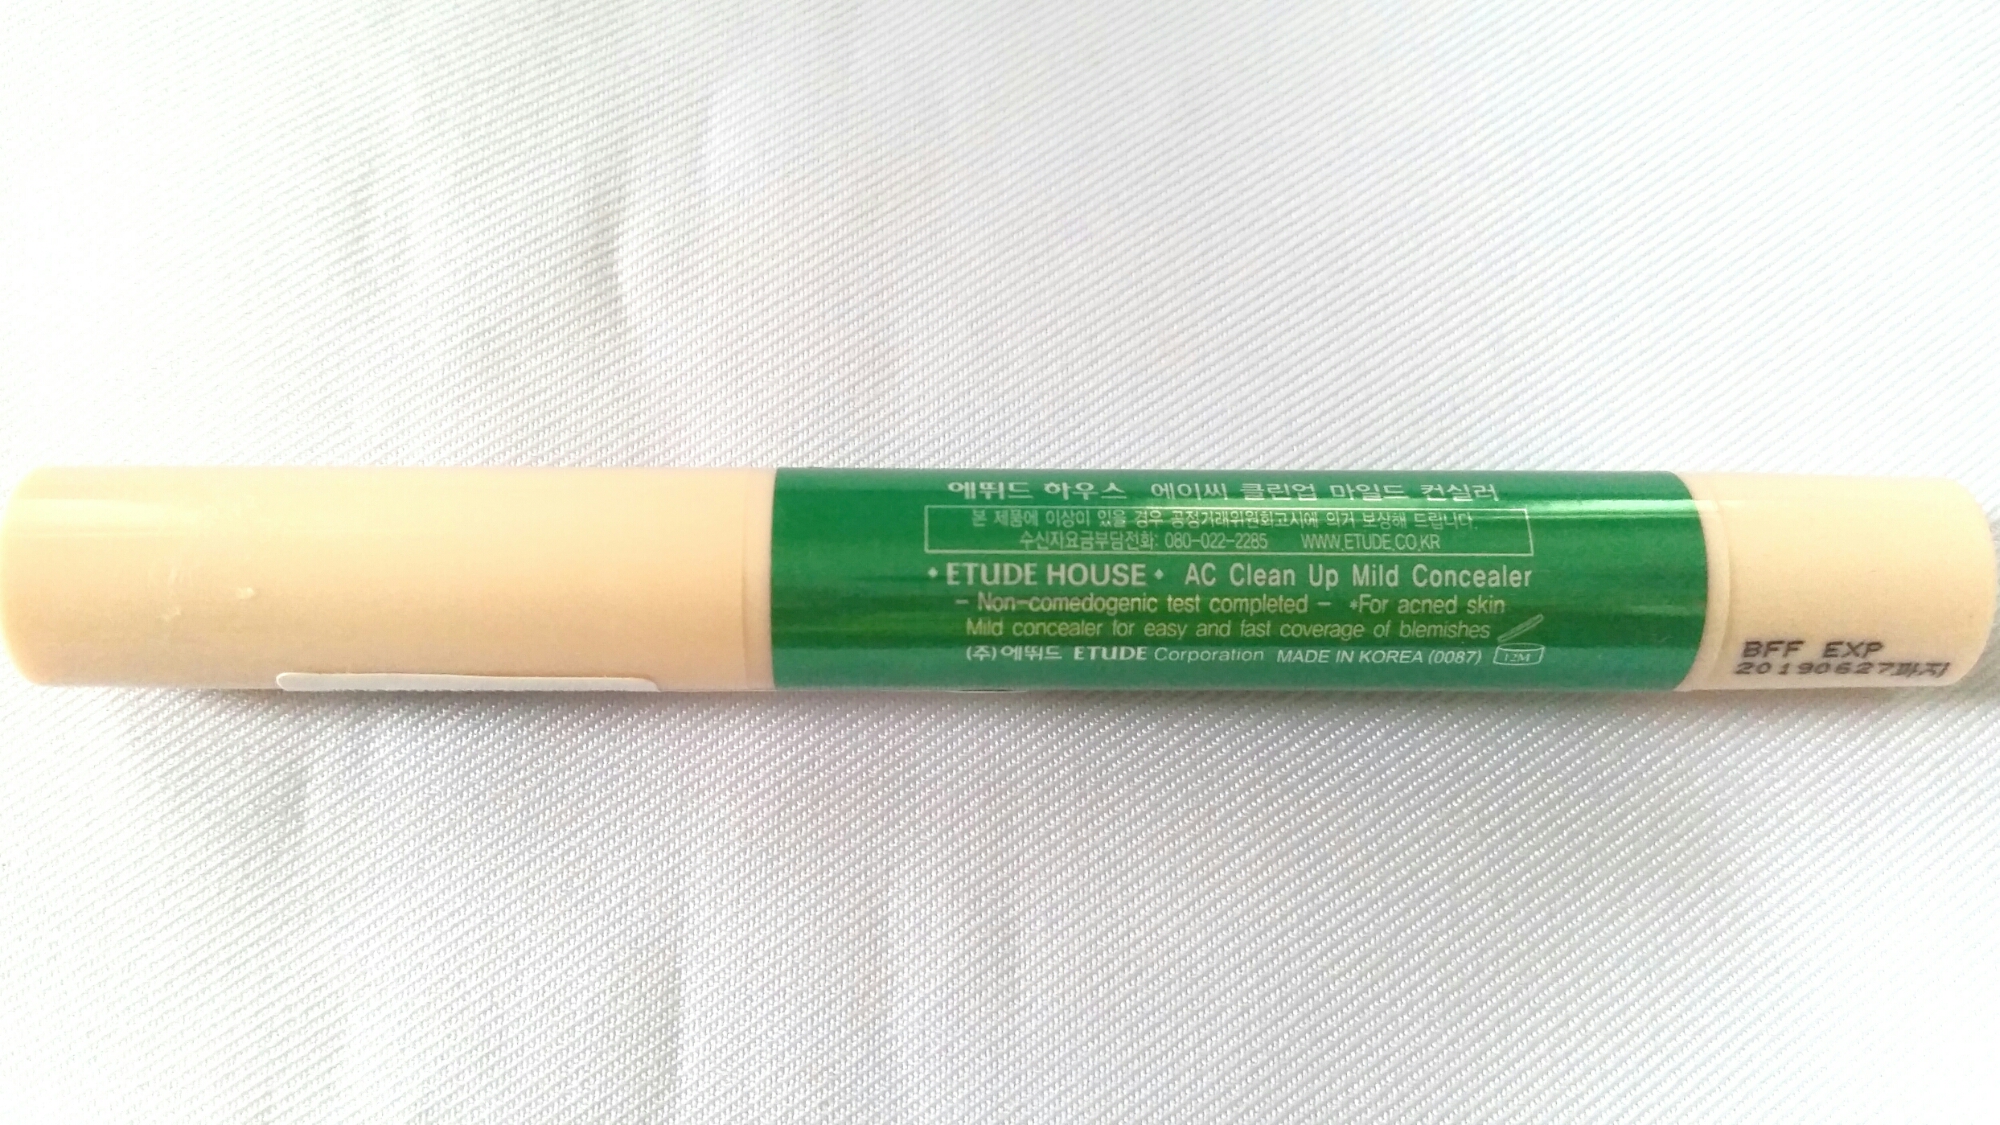 에뛰드 하우스 에이씨 클린업 마일드 컨실러
본 제품에 이상이 있을 경우 공정거래위원회고시에 의거 보상해 드립니다.
수신자요금부담전화: 080-022-2285 WWW.ETUDE.CO.KR
• ETUDE HOUSE • AC Clean Up Mild Concealer
- Non-comedogenic test completed - *For acned skin
Mild concealer for easy and fast coverage of blemishes
(주)에뛰드 ETUDE Corporation MADE IN KOREA (0087) 12M
BFF EXP
20190627까지